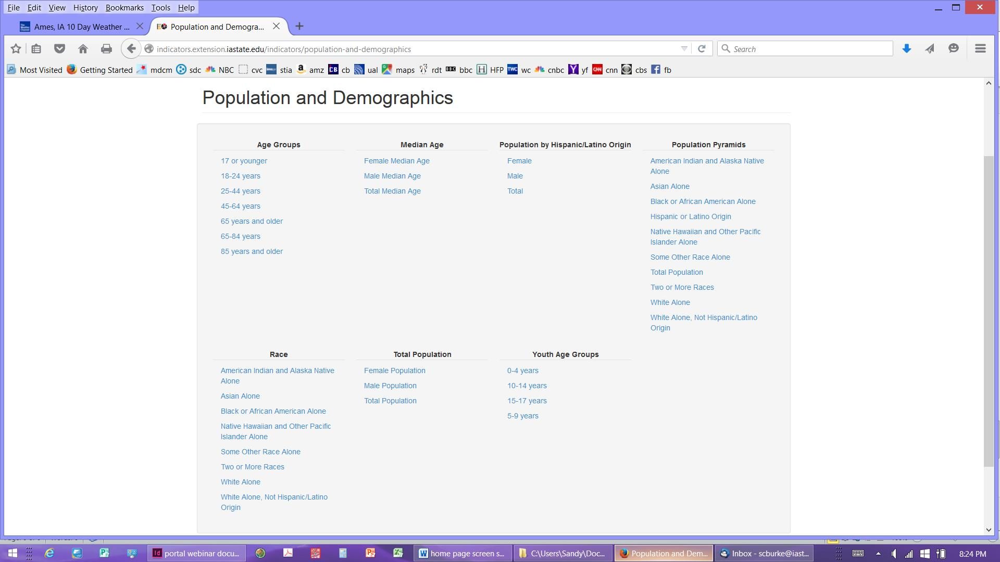 File Edit View History Bookmarks Tools Help
Ames, IA 10 Day Weather ...
Population and Demogra...
indicators.extension.iastate.edu/indicators/population-and-demographics
Search
Most Visited Getting Started mdcm sdc NBC cvc stia amz cb ual maps rdt bbc HFP wc cnbc yf cnn cbs fb
Population and Demographics
Age Groups
17 or younger
18-24 years
25-44 years
45-64 years
65 years and older
65-84 years
85 years and older
Median Age
Female Median Age
Male Median Age
Total Median Age
Population by Hispanic/Latino Origin
Female
Male
Total
Population Pyramids
American Indian and Alaska Native
Alone
Asian Alone
Black or African American Alone
Hispanic or Latino Origin
Native Hawaiian and Other Pacific
Islander Alone
Some Other Race Alone
Total Population
Two or More Races
White Alone
White Alone, Not Hispanic/Latino
Origin
Race
American Indian and Alaska Native
Alone
Asian Alone
Black or African American Alone
Native Hawaiian and Other Pacific
Islander Alone
Some Other Race Alone
Two or More Races
White Alone
White Alone, Not Hispanic/Latino
Origin
Total Population
Female Population
Male Population
Total Population
Youth Age Groups
0-4 years
10-14 years
15-17 years
5-9 years
portal webinar docu...
home page screen s...
C:\Users\Sandy\Doc...
Population and Dem...
Inbox - scburke@iast...
8:24 PM